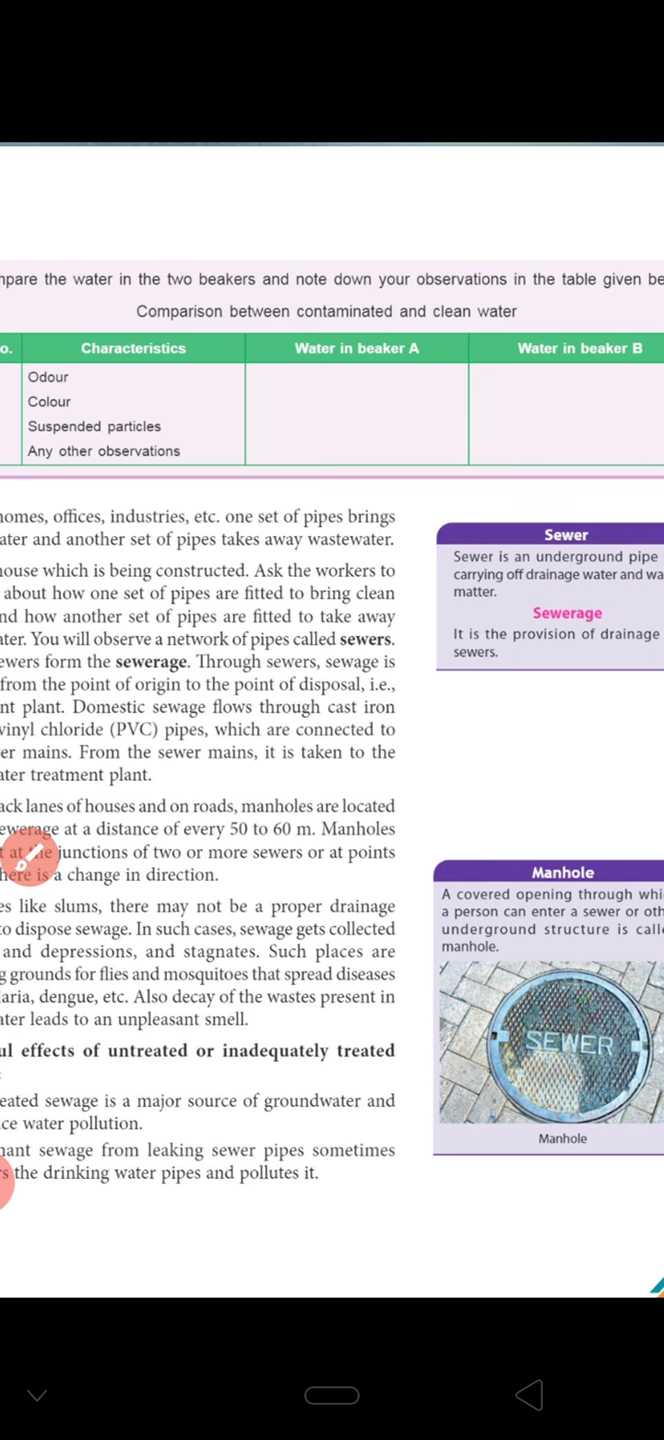 mpare the water in the two beakers and note down your observations in the table given be
Comparison between contaminated and clean water
o. Characteristics Water in beaker A Water in beaker B
Odour
Colour
Suspended particles
Any other observations
homes, offices, industries, etc. one set of pipes brings
ater and another set of pipes takes away wastewater.
house which is being constructed. Ask the workers to
about how one set of pipes are fitted to bring clean
nd how another set of pipes are fitted to take away
ater. You will observe a network of pipes called sewers.
ewers form the sewerage. Through sewers, sewage is
from the point of origin to the point of disposal, i.e.,
nt plant. Domestic sewage flows through cast iron
vinyl chloride (PVC) pipes, which are connected to
er mains. From the sewer mains, it is taken to the
ater treatment plant.
ack lanes of houses and on roads, manholes are located
ewerage at a distance of every 50 to 60 m. Manholes
t at the junctions of two or more sewers or at points
here is a change in direction.
es like slums, there may not be a proper drainage
to dispose sewage. In such cases, sewage gets collected
and depressions, and stagnates. Such places are
g grounds for flies and mosquitoes that spread diseases
laria, dengue, etc. Also decay of the wastes present in
ater leads to an unpleasant smell.
ul effects of untreated or inadequately treated
:
eated sewage is a major source of groundwater and
ce water pollution.
nant sewage from leaking sewer pipes sometimes
rs the drinking water pipes and pollutes it.
Sewer
Sewer is an underground pipe
carrying off drainage water and wa
matter.
Sewerage
It is the provision of drainage
sewers.
Manhole
A covered opening through whi
a person can enter a sewer or oth
underground structure is calle
manhole.
SEWER
Manhole